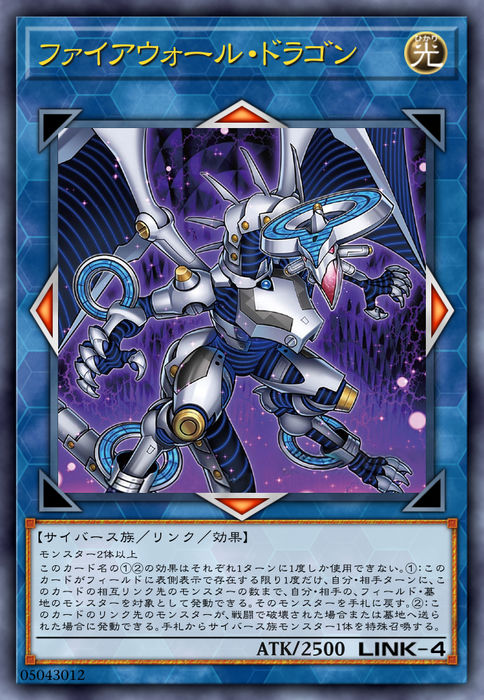 ファイアウォール・ドラゴン
ひかり
光
【サイバース族／リンク／効果】
モンスター2体以上
このカード名の①②の効果はそれぞれ1ターンに1度しか使用できない。①：こ
のカードがフィールドに表側表示で存在する限り1度だけ、自分・相手ターンに、こ
のカードの相互リンク先のモンスターの数まで、自分・相手の、フィールド・墓
地のモンスターを対象として発動できる。そのモンスターを手札に戻す。②：こ
のカードのリンク先のモンスターが、戦闘で破壊された場合または墓地へ送ら
れた場合に発動できる。手札からサイバース族モンスター1体を特殊召喚する。
ATK/2500 LINK-4
05043012